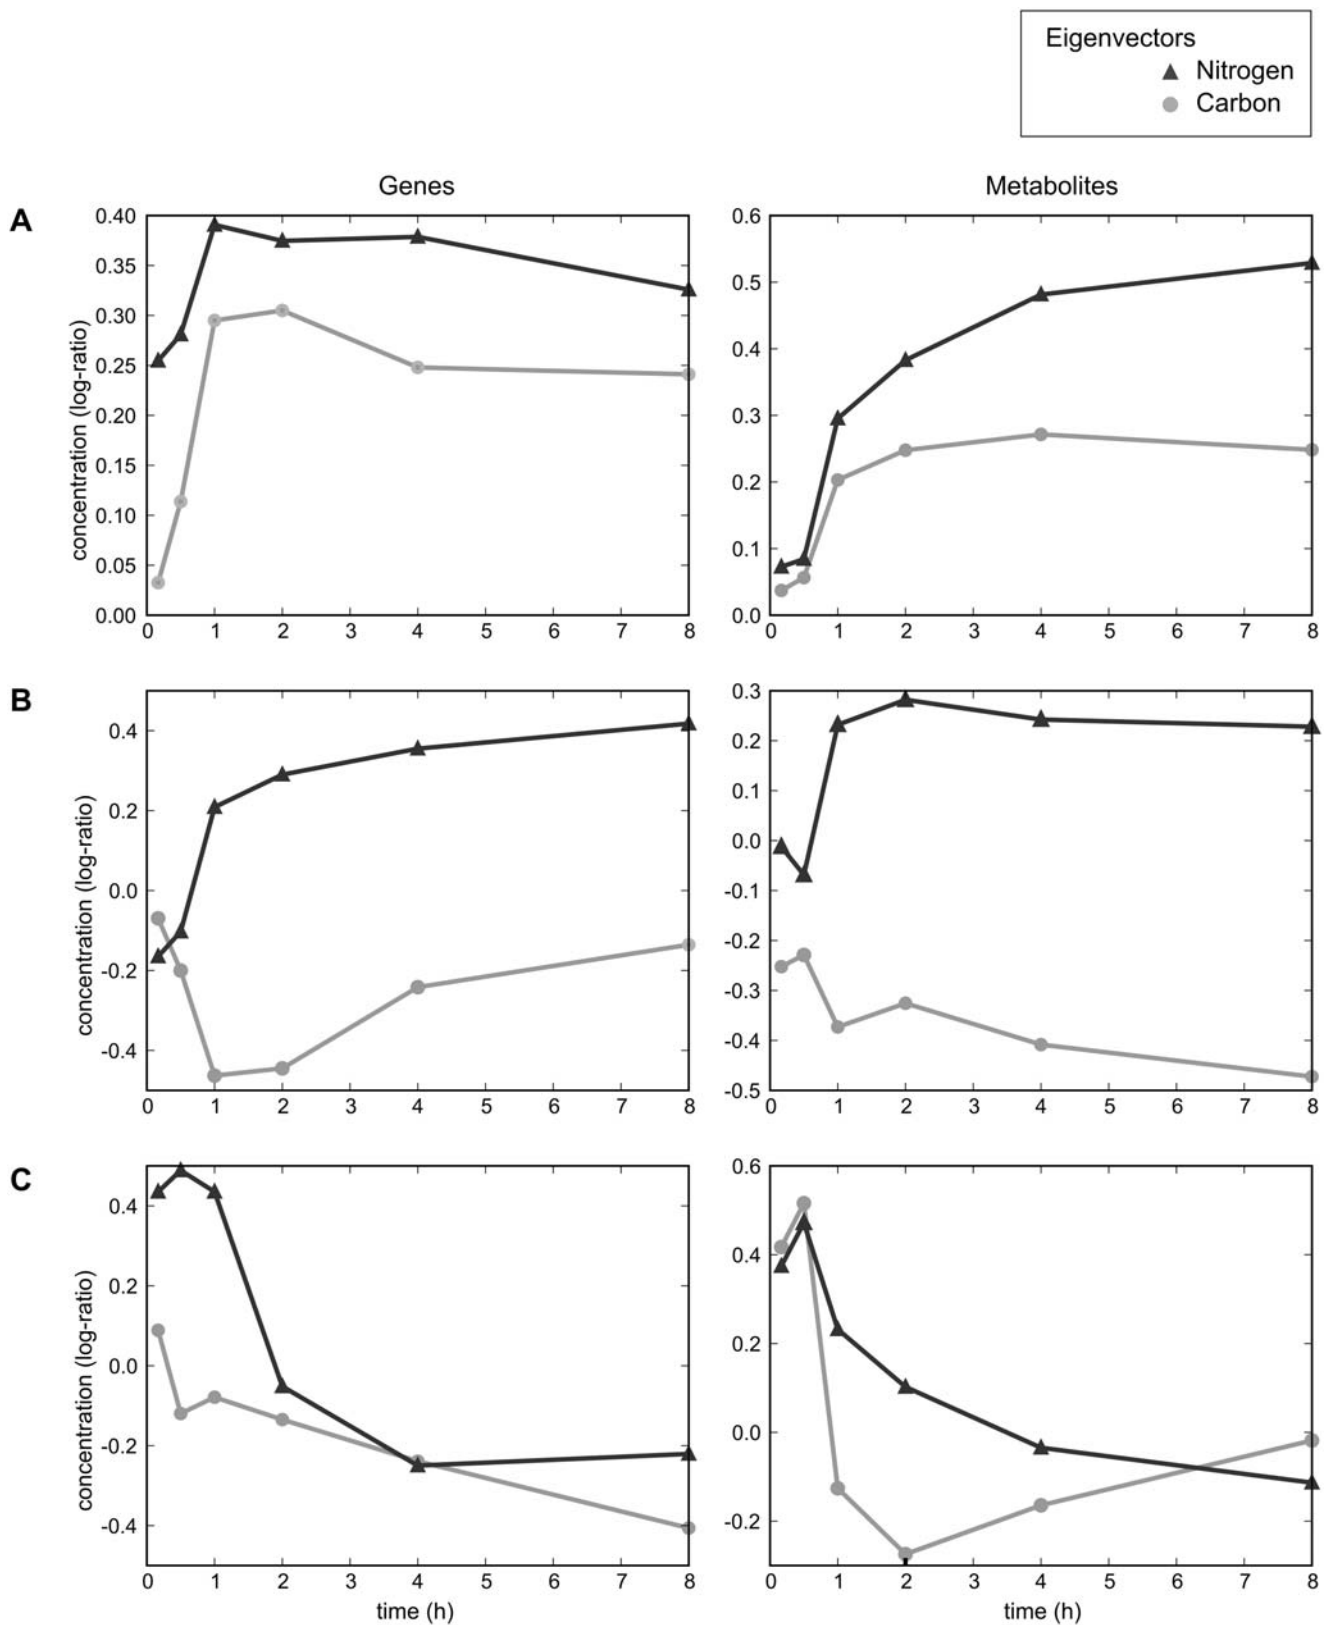 Eigenvectors
Nitrogen
Carbon
Genes
Metabolites
A
0.40
0.35
0.30
0.25
0.20
0.15
0.10
0.05
0.00
concentration (log-ratio)
0 1 2 3 4 5 6 7 8
0.6
0.5
0.4
0.3
0.2
0.1
0.0
0 1 2 3 4 5 6 7 8
B
0.4
0.2
0.0
-0.2
-0.4
concentration (log-ratio)
0 1 2 3 4 5 6 7 8
0.3
0.2
0.1
0.0
-0.1
-0.2
-0.3
-0.4
-0.5
0 1 2 3 4 5 6 7 8
C
0.4
0.2
0.0
-0.2
-0.4
concentration (log-ratio)
0 1 2 3 4 5 6 7 8
time (h)
0.6
0.4
0.2
0.0
-0.2
0 1 2 3 4 5 6 7 8
time (h)